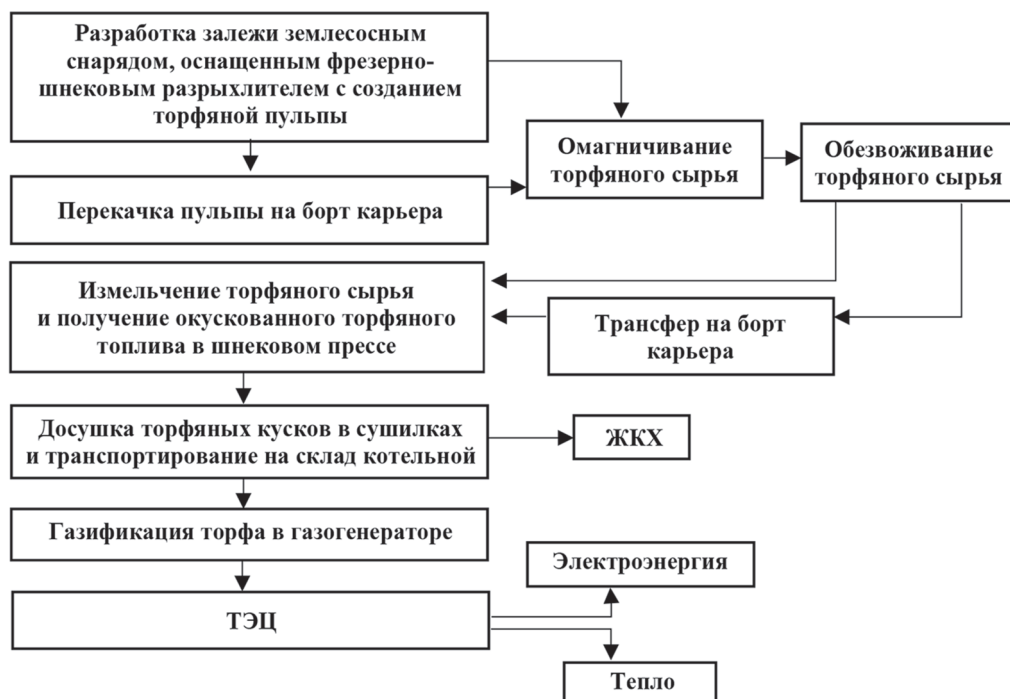 Разработка залежи землесосным
снарядом, оснащенным фрезерно-
шнековым разрыхлителем с созданием
торфяной пульпы
Омагничивание
торфяного сырья
Обезвоживание
торфяного сырья
Перекачка пульпы на борт карьера
Измельчение торфяного сырья
и получение окускованного торфяного
топлива в шнековом прессе
Трансфер на борт
карьера
Досушка торфяных кусков в сушилках
и транспортирование на склад котельной
ЖКХ
Газификация торфа в газогенераторе
Электроэнергия
ТЭЦ
Тепло